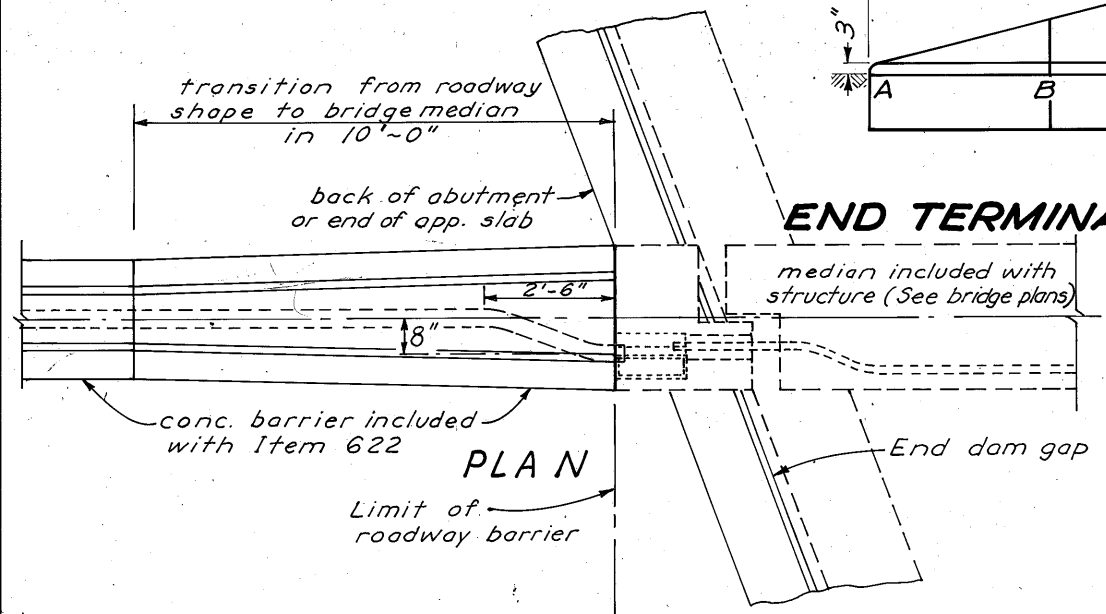 transition from roadway
shape to bridge median
in 10'~0"
3"
A
B
back of abutment
or end of app. slab
END TERMINA
median included with
structure (See bridge plans)
2'-6"
8"
conc. barrier included
with Item 622
PLAN
End dam gap
Limit of
roadway barrier